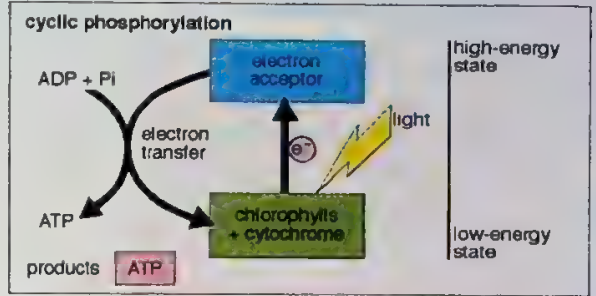 cyclic phosphorylation
electron
acceptor
high-energy
state
ADP + Pi
light
electron
transfer
e⁻
chlorophylls
+ cytochrome
ATP
low-energy
state
products ATP